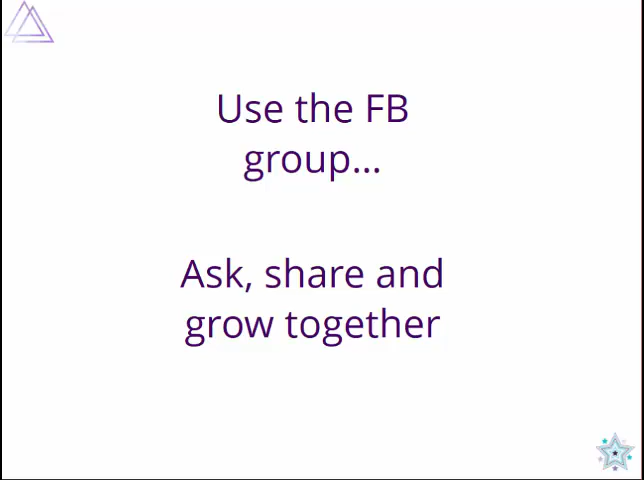 Use the FB
group...
Ask, share and
grow together